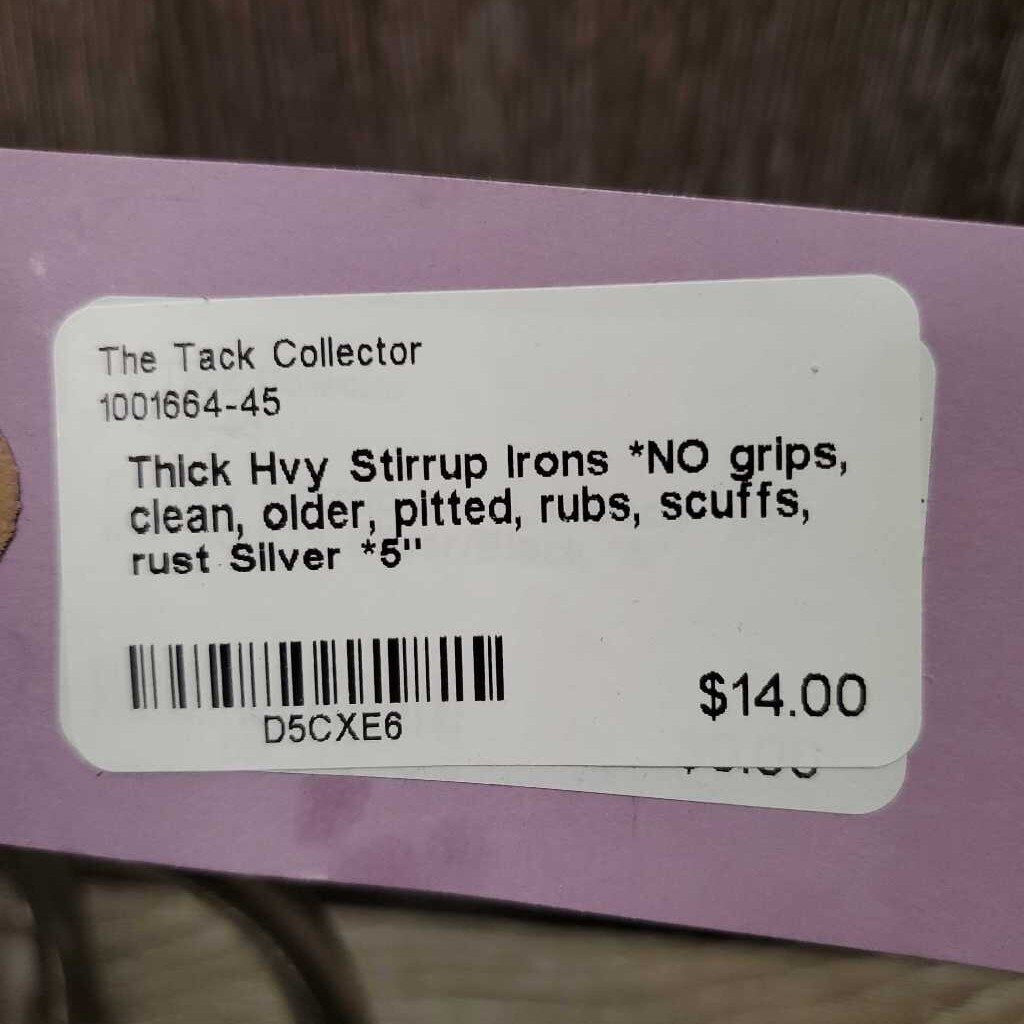 The Tack Collector
1001664-45
Thick Hvy Stirrup Irons *NO grips,
clean, older, pitted, rubs, scuffs,
rust Silver *5"
D5CXE6
$14.00